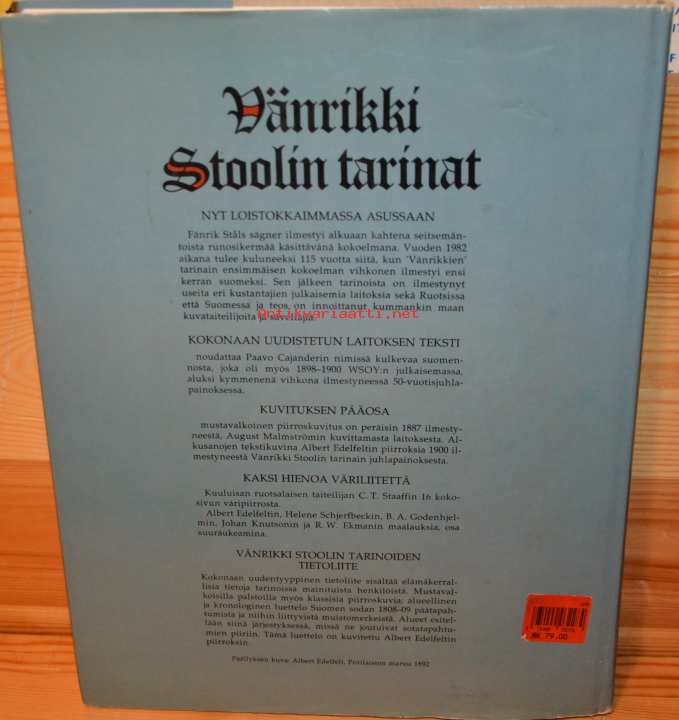 Vänrikki
Stoolin tarinat
NYT LOISTOKKAIMMASSA ASUSSAAN
Fänrik Ståls sägner ilmestyi alkuaan kahtena seitsemän-
toista runosikermää käsittävänä kokoelmana. Vuoden 1982
aikana tulee kuluneeksi 115 vuotta siitä, kun 'Vänrikkien'
tarinain ensimmäisen kokoelman vihkonen ilmestyi ensi
kerran suomeksi. Sen jälkeen tarinoista on ilmestynyt
useita eri kustantajien julkaisemia laitoksia sekä Ruotsissa
että Suomessa ja teos on innoittanut kummankin maan
kuvataiteilijoita ja säveltäjiä.
Antikvariaatti.net
KOKONAAN UUDISTETUN LAITOKSEN TEKSTI
noudattaa Paavo Cajanderin nimissä kulkevaa suomen-
nosta, joka oli myös 1898–1900 WSOY:n julkaisemassa,
aluksi kymmenenä vihkona ilmestyneessä 50-vuotisjuhla-
painoksessa.
KUVITUKSEN PÄÄOSA
mustavalkoinen piirroskuvitus on peräisin 1887 ilmesty-
neestä, August Malmströmin kuvittamasta laitoksesta. Al-
kusanojen tekstikuvina Albert Edelfeltin piirroksia 1900 il-
mestyneestä Vänrikki Stoolin tarinain juhlapainoksesta.
KAKSI HIENOA VÄRILIITETTÄ
Kuuluisan ruotsalaisen taiteilijan C. T. Staaffin 16 koko-
sivun väripiirrosta.
Albert Edelfeltin, Helene Schjerfbeckin, B. A. Godenhjel-
min, Johan Knutsonin ja R. W. Ekmanin maalauksia, osa
suuraukeamina.
VÄNRIKKI STOOLIN TARINOIDEN
TIETOLIITE
Kokonaan uudentyyppinen tietoliite sisältää elämäkerral-
lisia tietoja tarinoissa mainituista henkilöistä. Mustaval-
koisilla palstoilla myös klassisia piirroskuvia; alueellinen
ja kronologinen luettelo Suomen sodan 1808-09 päätapah-
tumista ja niihin liittyvistä muistomerkeistä. Alueet esitel-
lään siinä järjestyksessä, missä ne joutuivat sotatapahtu-
mien piiriin. Tämä luettelo on kuvitettu Albert Edelfeltin
piirroksin.
Päällyksen kuva: Albert Edelfelt, Porilaisten marssi 1892
MK 79.00